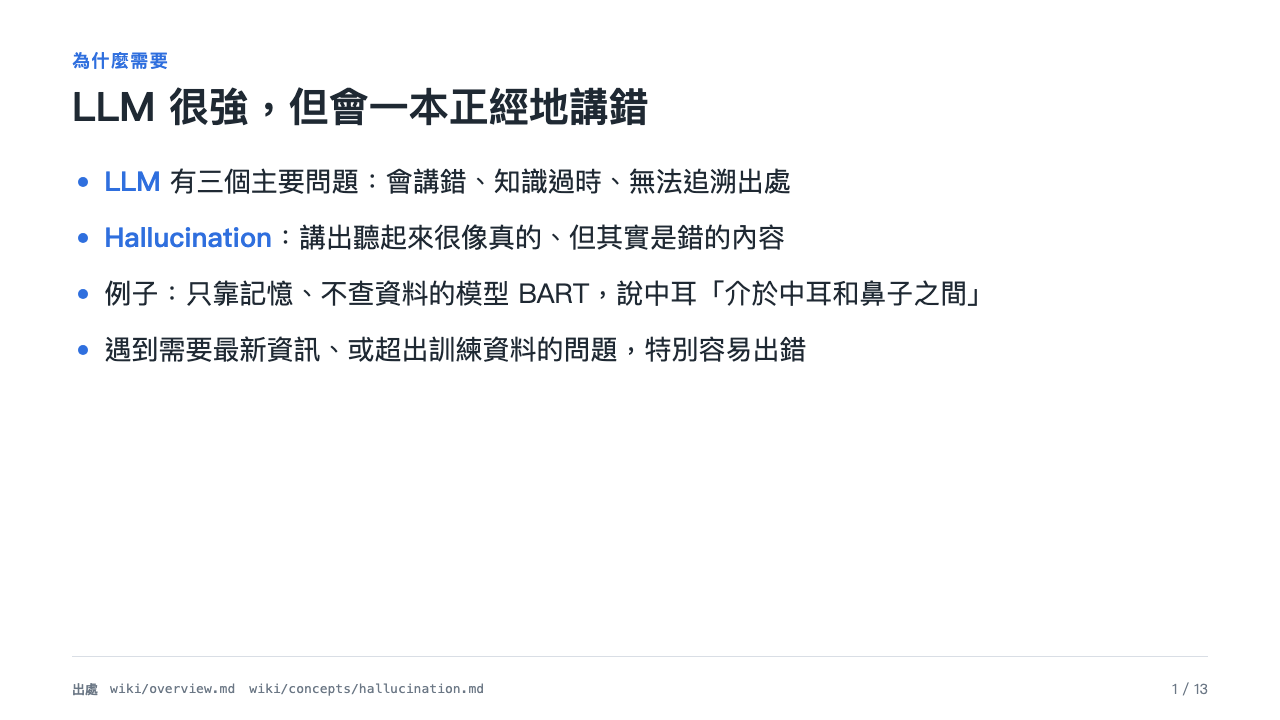 為什麼需要
LLM 很強，但會一本正經地講錯
LLM 有三個主要問題：會講錯、知識過時、無法追溯出處
Hallucination：講出聽起來很像真的、但其實是錯的內容
例子：只靠記憶、不查資料的模型 BART，說中耳「介於中耳和鼻子之間」
遇到需要最新資訊、或超出訓練資料的問題，特別容易出錯
出處 wiki/overview.md wiki/concepts/hallucination.md
1 / 13